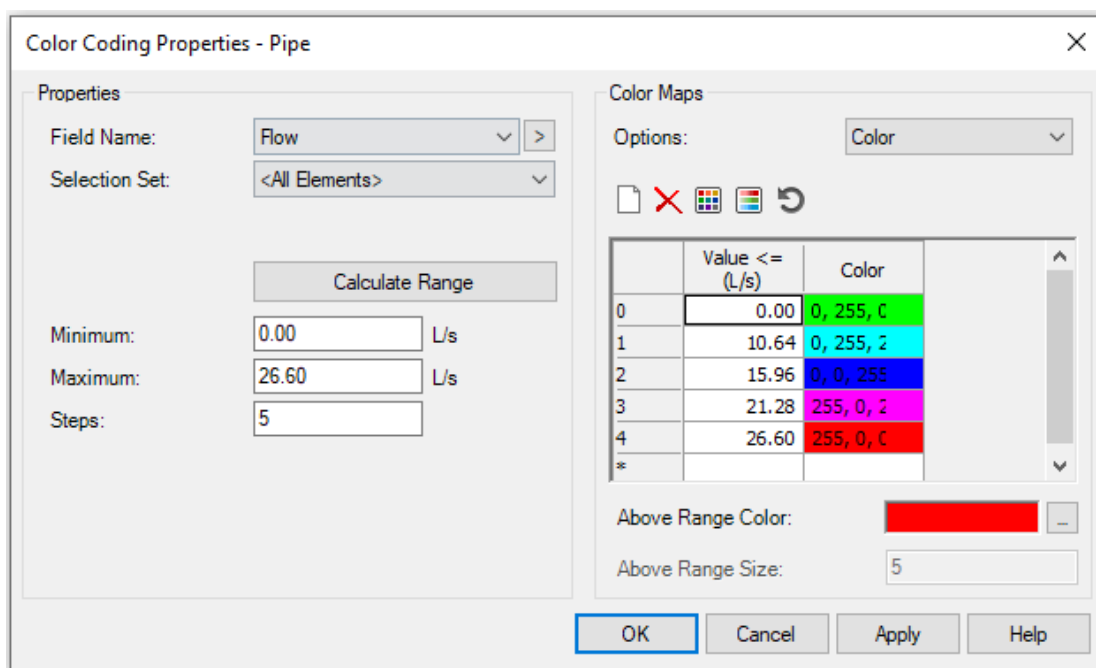 Color Coding Properties - Pipe
Properties
Field Name: Flow >
Selection Set: <All Elements>
Calculate Range
Minimum: 0.00 L/s
Maximum: 26.60 L/s
Steps: 5
Color Maps
Options: Color
Value <= (L/s) Color
0 0.00 0, 255, 0
1 10.64 0, 255, 2
2 15.96 0, 0, 255
3 21.28 255, 0, 2
4 26.60 255, 0, 0
*
Above Range Color: ...
Above Range Size: 5
OK Cancel Apply Help